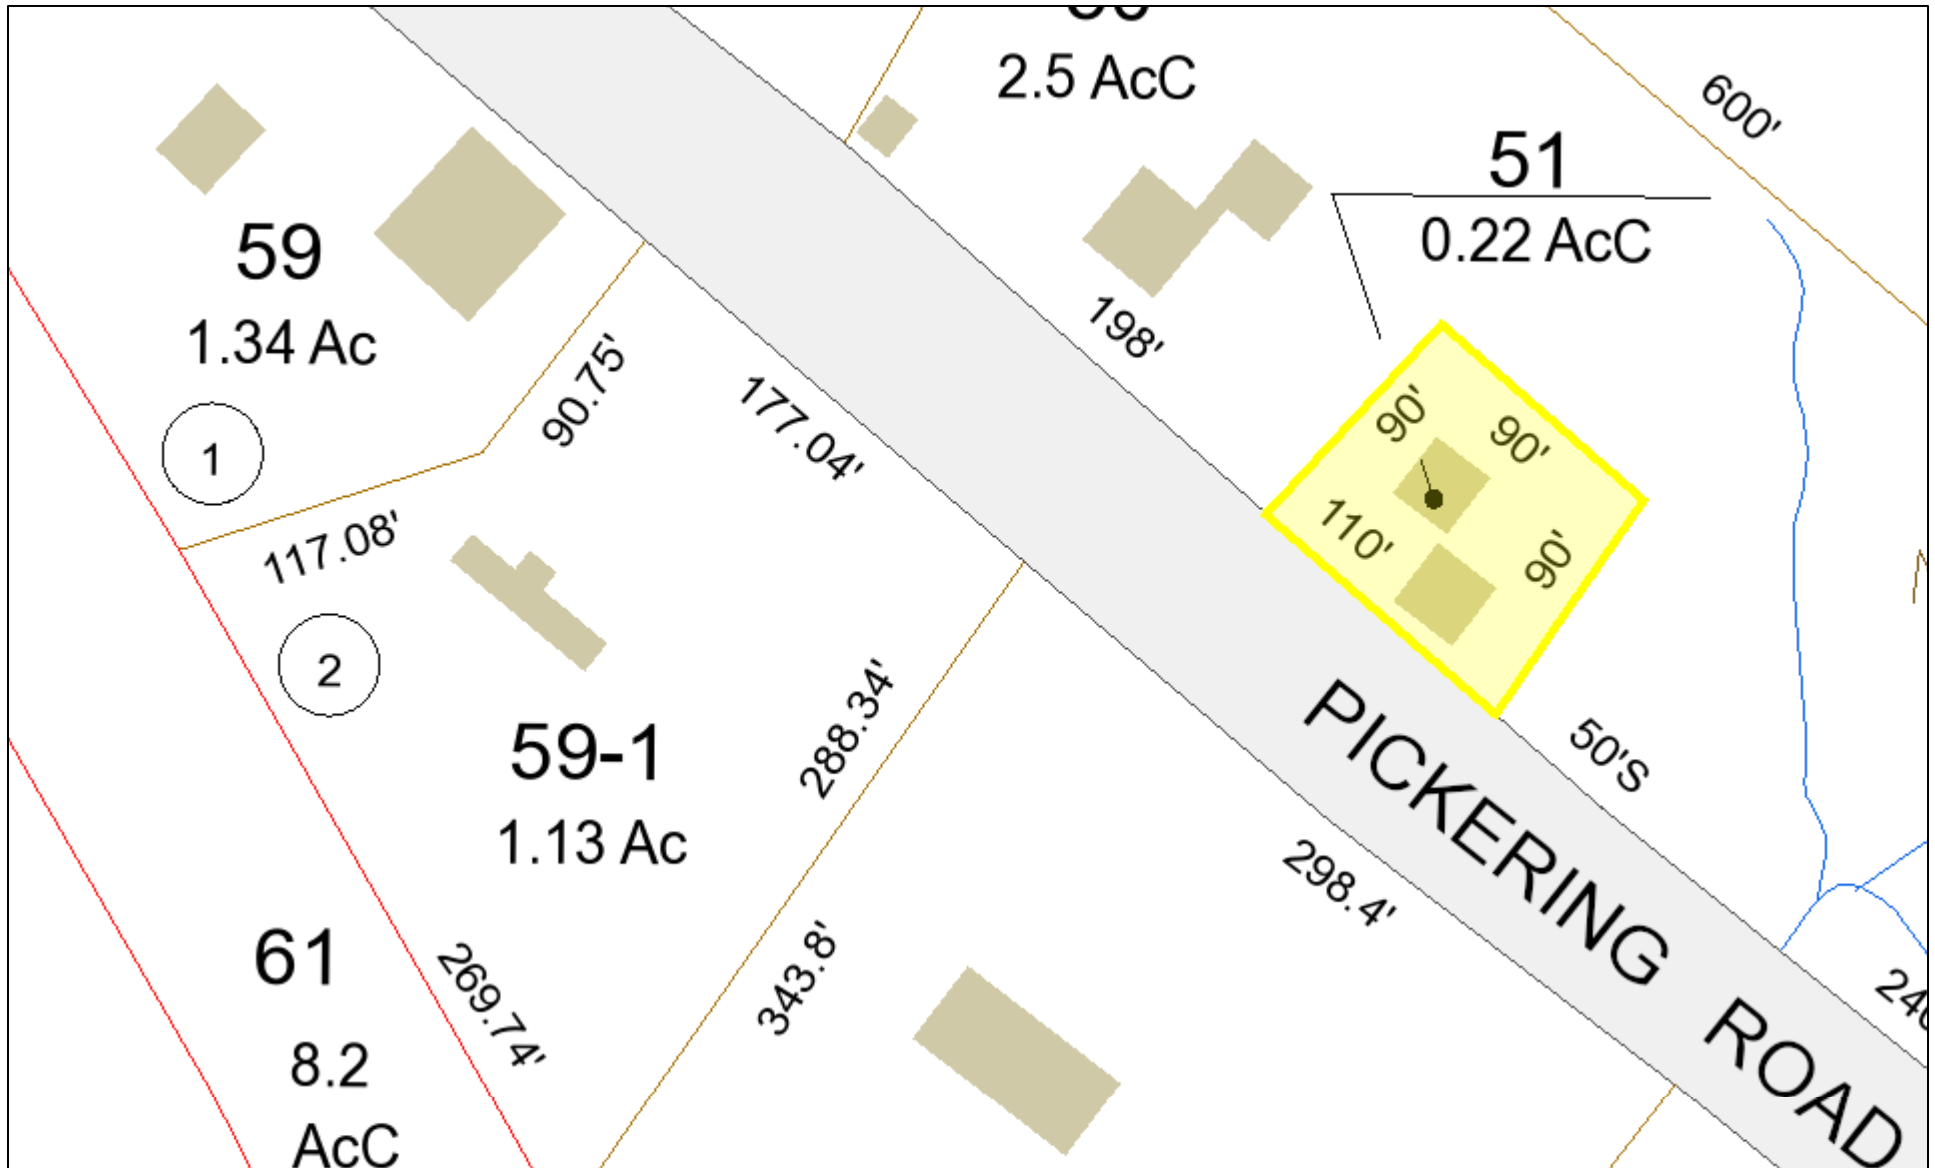 2.5 AcC
600'
51
0.22 AcC
59
1.34 Ac
198'
90.75'
177.04'
90'
90'
1
110'
90'
117.08'
2
288.34'
59-1
1.13 Ac
50'S
PICKERING ROAD
298.4'
61
269.74'
343.8'
8.2
AcC